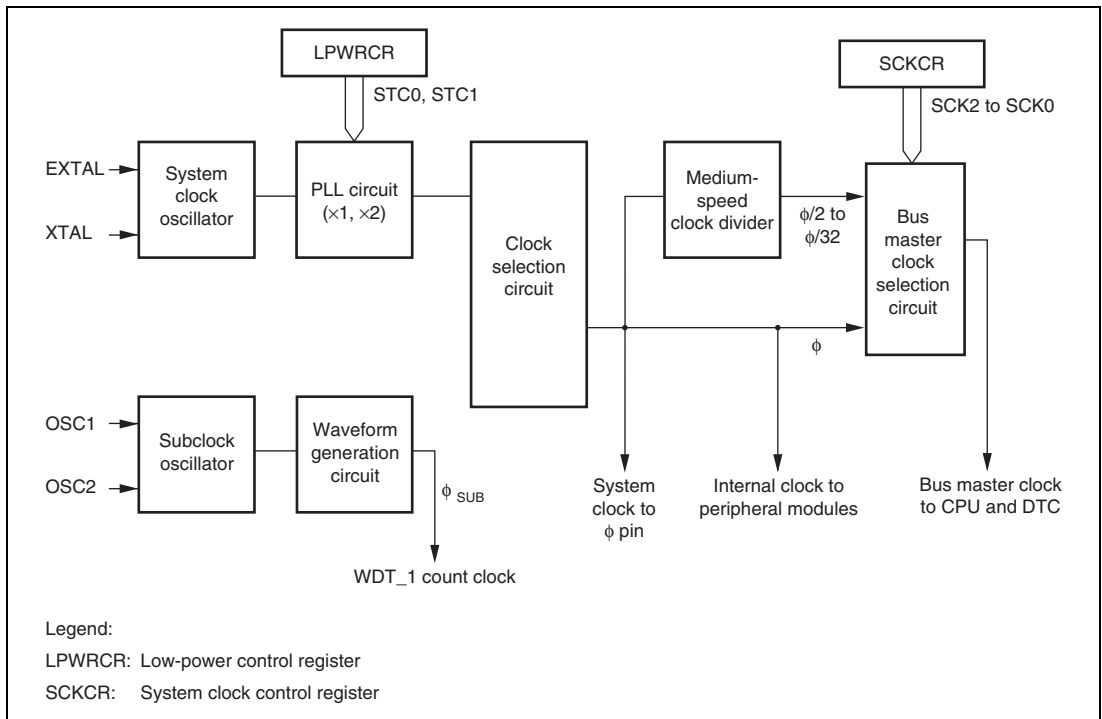 LPWRCR
STC0, STC1
SCKCR
SCK2 to SCK0
EXTAL
XTAL
System
clock
oscillator
PLL circuit
(×1, ×2)
Clock
selection
circuit
Medium-
speed
clock divider
ϕ/2 to
ϕ/32
Bus
master
clock
selection
circuit
ϕ
OSC1
OSC2
Subclock
oscillator
Waveform
generation
circuit
ϕ SUB
WDT_1 count clock
System
clock to
ϕ pin
Internal clock to
peripheral modules
Bus master clock
to CPU and DTC
Legend:
LPWRCR: Low-power control register
SCKCR: System clock control register